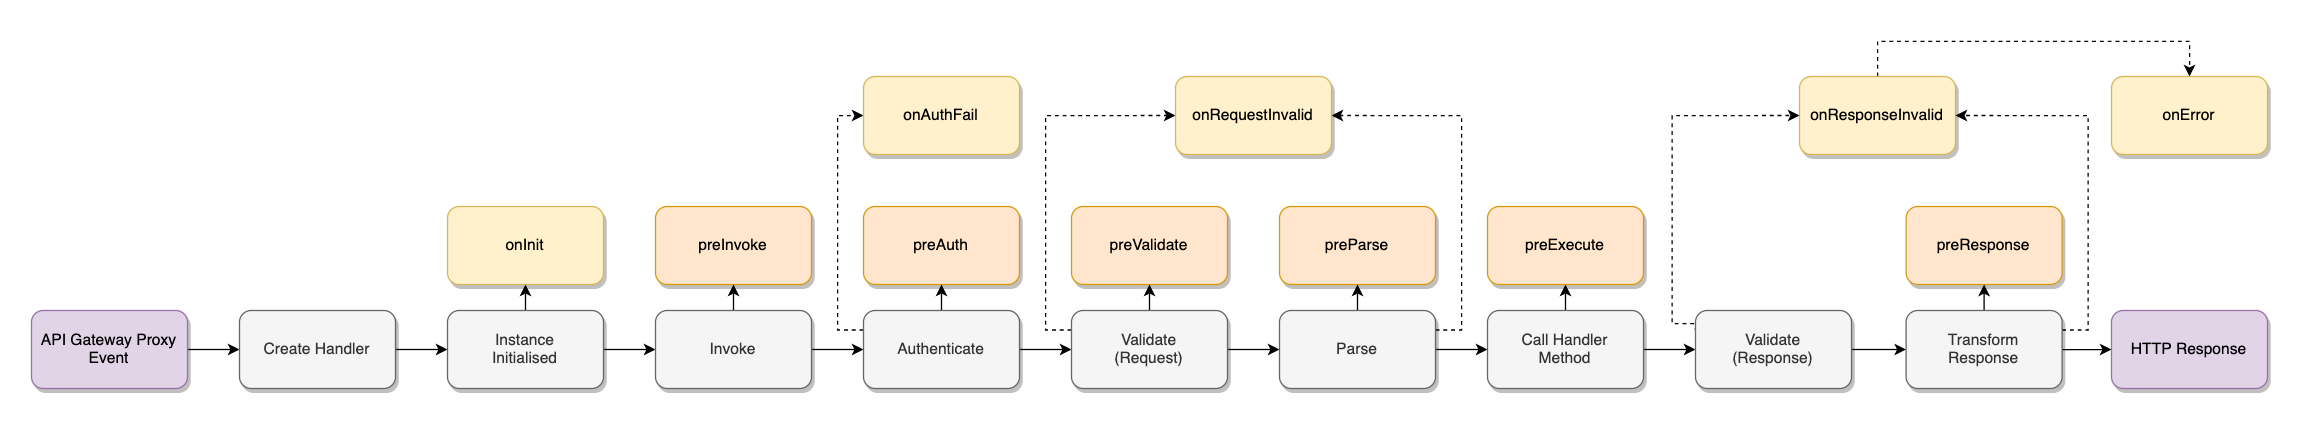 onAuthFail
onRequestInvalid
onResponseInvalid
onError
onInit
preInvoke
preAuth
preValidate
preParse
preExecute
preResponse
API Gateway Proxy
Event
Create Handler
Instance
Initialised
Invoke
Authenticate
Validate
(Request)
Parse
Call Handler
Method
Validate
(Response)
Transform
Response
HTTP Response